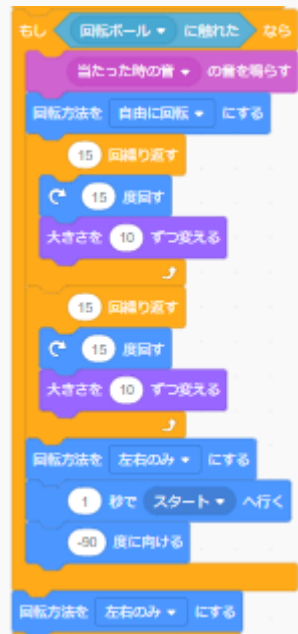 もし 回転ボール に触れた なら
当たった時の音 の音を鳴らす
回転方法を 自由に回転 にする
15 回繰り返す
15 度回す
大きさを 10 ずつ変える
15 回繰り返す
15 度回す
大きさを 10 ずつ変える
回転方法を 左右のみ にする
1 秒で スタート へ行く
-90 度に向ける
回転方法を 左右のみ にする